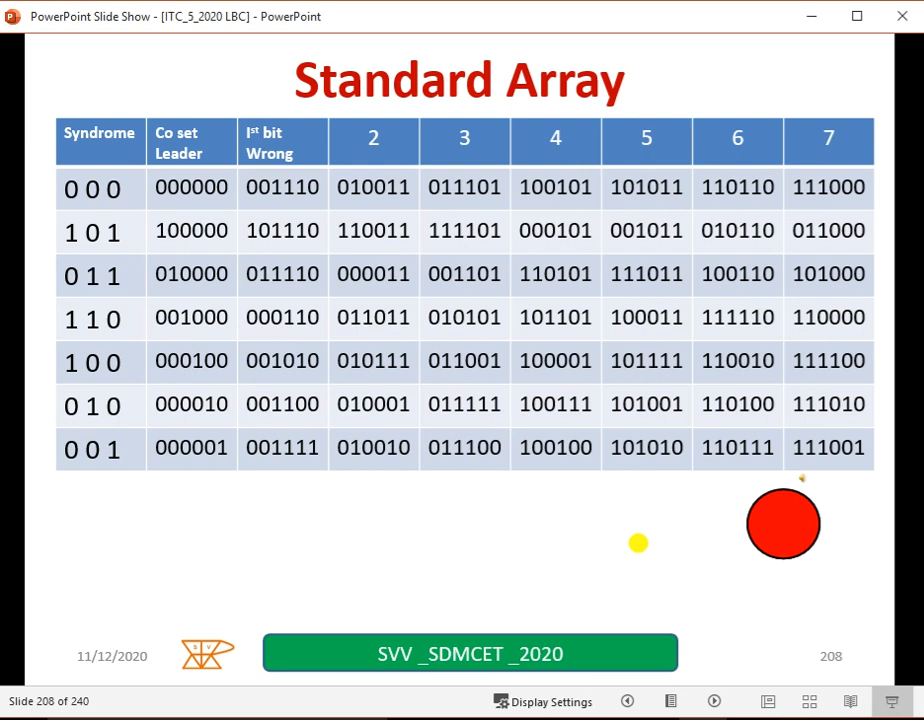 PowerPoint Slide Show - [ITC_5_2020 LBC] - PowerPoint
Standard Array
Syndrome Co set Leader Ist bit Wrong 2 3 4 5 6 7
0 0 0 000000 001110 010011 011101 100101 101011 110110 111000
1 0 1 100000 101110 110011 111101 000101 001011 010110 011000
0 1 1 010000 011110 000011 001101 110101 111011 100110 101000
1 1 0 001000 000110 011011 010101 101101 100011 111110 110000
1 0 0 000100 001010 010111 011001 100001 101111 110010 111100
0 1 0 000010 001100 010001 011111 100111 101001 110100 111010
0 0 1 000001 001111 010010 011100 100100 101010 110111 111001
11/12/2020
S V
SVV _SDMCET _2020
208
Slide 208 of 240
Display Settings